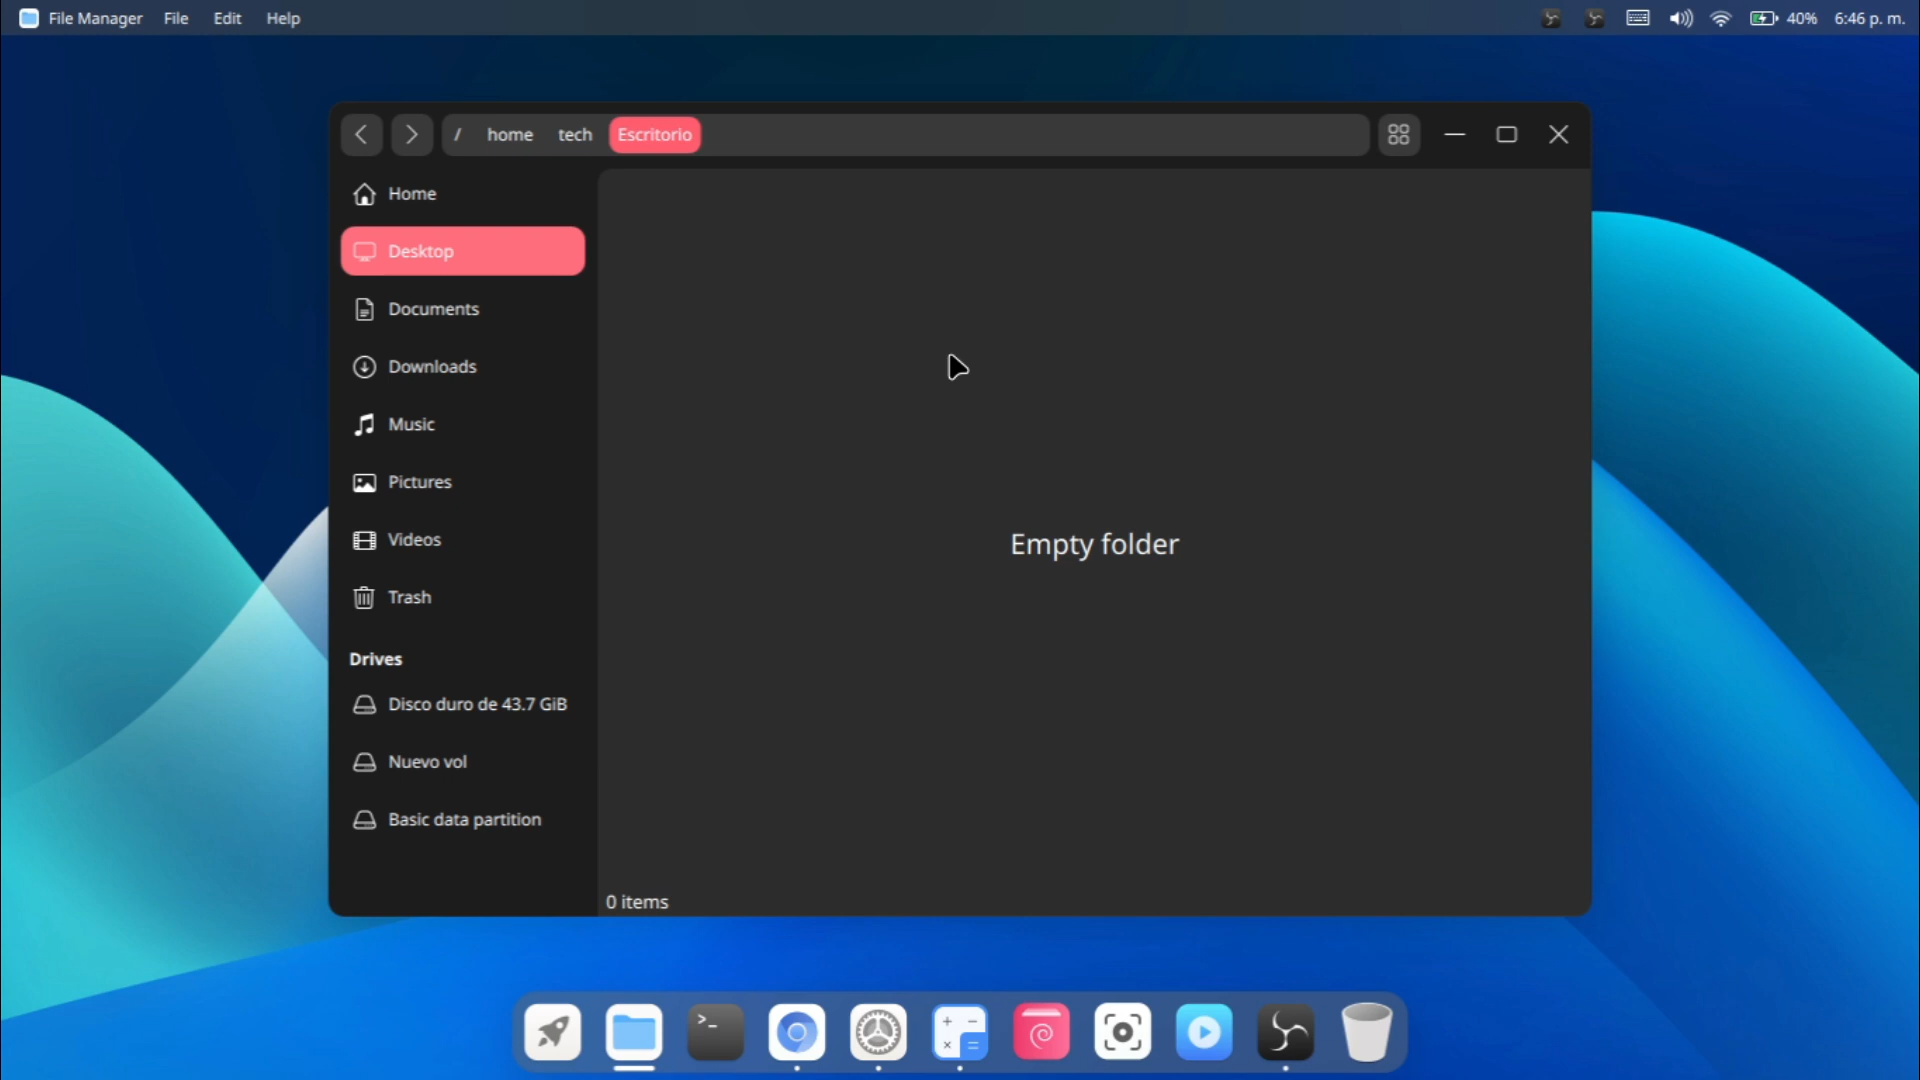 File Manager File Edit Help 40% 6:46 p. m.
/ home tech Escritorio
Home
Desktop
Documents
Downloads
Music
Pictures
Videos
Trash
Drives
Disco duro de 43.7 GiB
Nuevo vol
Basic data partition
Empty folder
0 items
>_